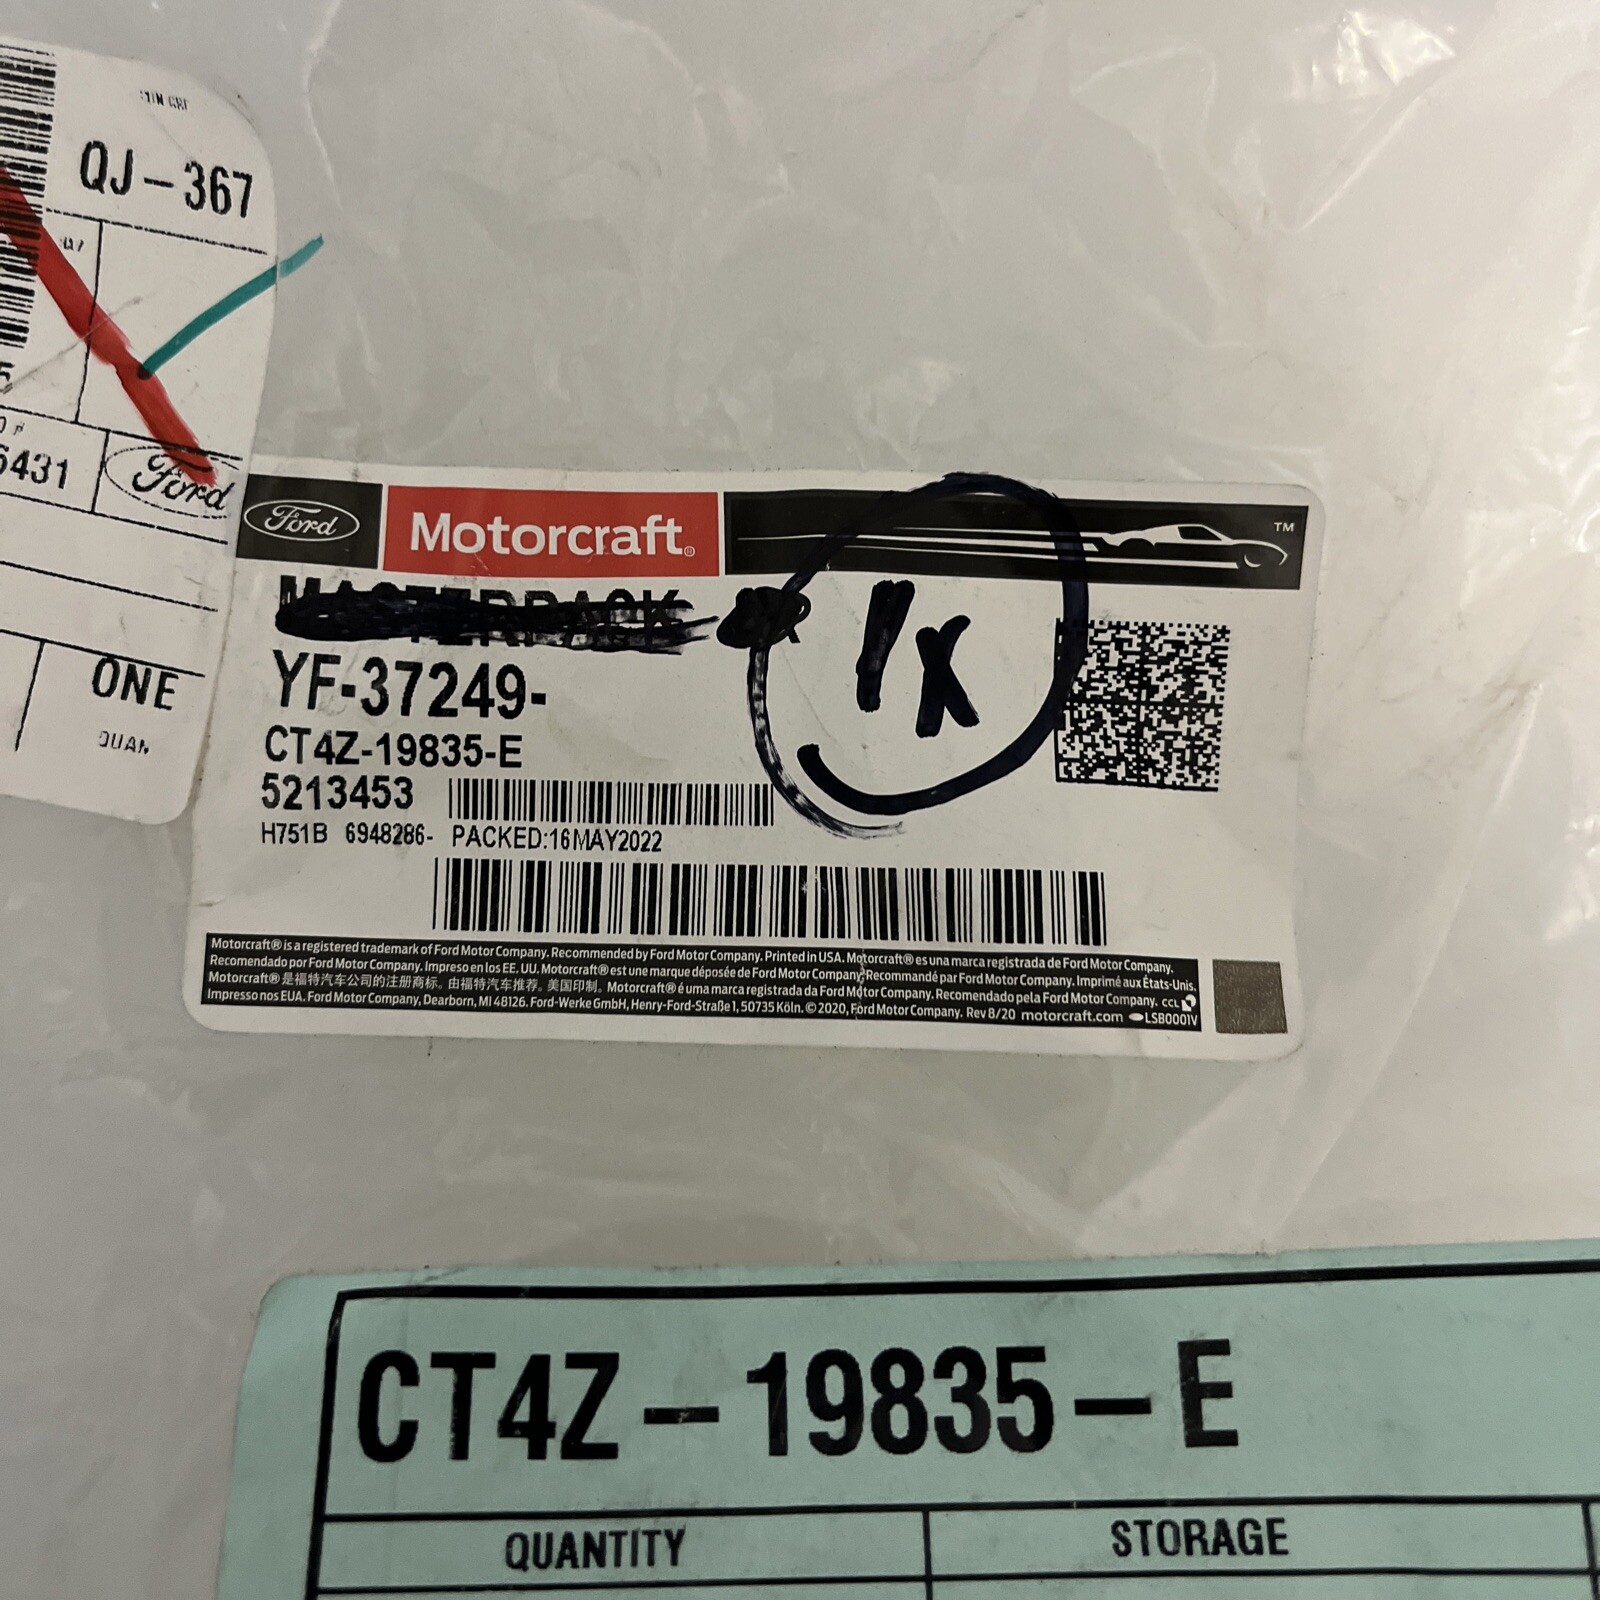 QJ-367
5
6431
Ford
ONE
QUAN
Ford
Motorcraft®
TM
MASTERPACK
1x
YF-37249-
CT4Z-19835-E
5213453
H751B 6948286- PACKED:16MAY2022
Motorcraft® is a registered trademark of Ford Motor Company. Recommended by Ford Motor Company. Printed in USA. Motorcraft® es una marca registrada de Ford Motor Company.
Recomendado por Ford Motor Company. Impreso en los EE. UU. Motorcraft® est une marque déposée de Ford Motor Company. Recommandé par Ford Motor Company. Imprimé aux États-Unis.
Motorcraft® 是福特汽车公司的注册商标。由福特汽车推荐。美国印制。Motorcraft® é uma marca registrada da Ford Motor Company. Recomendado pela Ford Motor Company. CCL
Impresso nos EUA. Ford Motor Company, Dearborn, MI 48126. Ford-Werke GmbH, Henry-Ford-Straße 1, 50735 Köln. © 2020, Ford Motor Company. Rev 8/20 motorcraft.com LSB0001V
CT4Z-19835-E
QUANTITY STORAGE